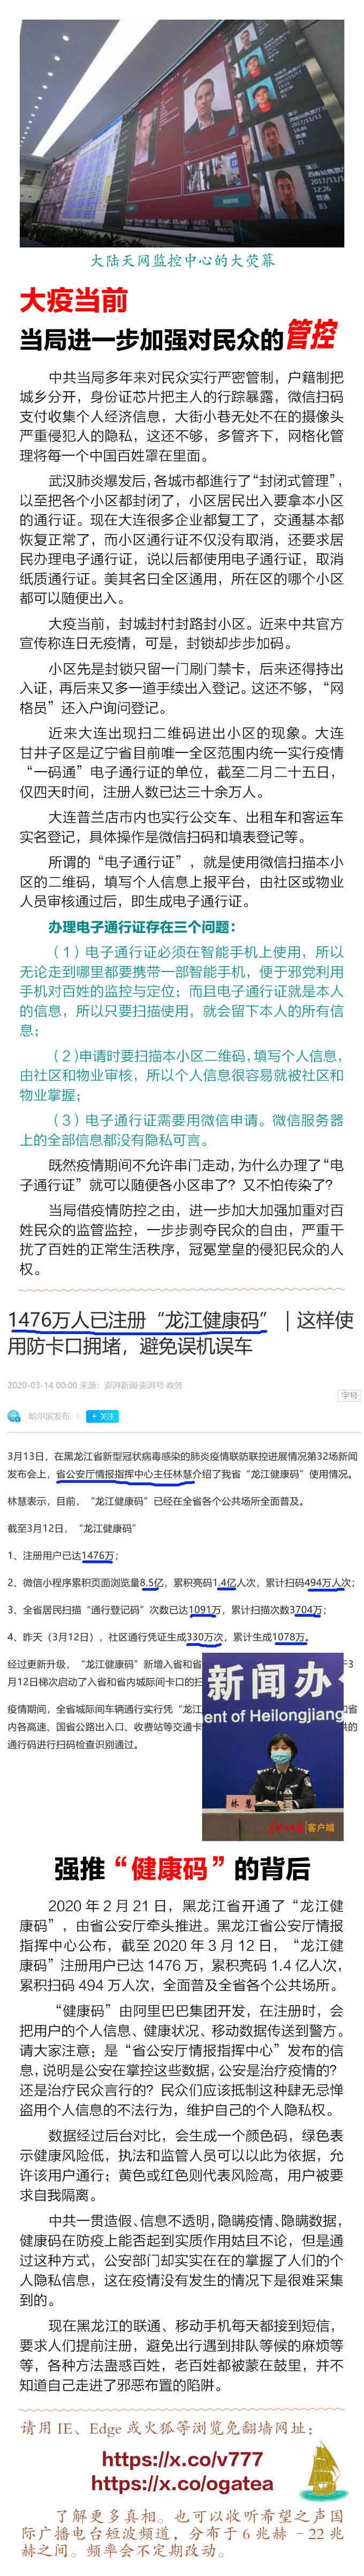 大陆天网监控中心的大荧幕
大疫当前
当局进一步加强对民众的管控
中共当局多年来对民众实行严密管制，户籍制把
城乡分开，身份证芯片把主人的行踪暴露，微信扫码
支付收集个人经济信息，大街小巷无处不在的摄像头
严重侵犯人的隐私，这还不够，多管齐下，网格化管
理将每一个中国百姓罩在里面。
武汉肺炎爆发后，各城市都進行了“封闭式管理”，
以至把各个小区都封闭了，小区居民出入要拿本小区
的通行证。现在大连很多企业都复工了，交通基本都
恢复正常了，而小区通行证不仅没有取消，还要求居
民办理电子通行证，说以后都使用电子通行证，取消
纸质通行证。美其名曰全区通用，所在区的哪个小区
都可以随便出入。
大疫当前，封城封村封路封小区。近来中共官方
宣传称连日无疫情，可是，封锁却步步加码。
小区先是封锁只留一门刷门禁卡，后来还得持出
入证，再后来又多一道手续出入登记。这还不够，“网
格员”还入户询问登记。
近来大连出现扫二维码进出小区的现象。大连
甘井子区是辽宁省目前唯一全区范围内统一实行疫情
“一码通”电子通行证的单位，截至二月二十五日，
仅四天时间，注册人数已达三十余万人。
大连普兰店市内也实行公交车、出租车和客运车
实名登记，具体操作是微信扫码和填表登记等。
所谓的“电子通行证”，就是使用微信扫描本小
区的二维码，填写个人信息上报平台，由社区或物业
人员审核通过后，即生成电子通行证。
办理电子通行证存在三个问题：
（1）电子通行证必须在智能手机上使用，所以
无论走到哪里都要携带一部智能手机，便于邪党利用
手机对百姓的监控与定位；而且电子通行证就是本人
的信息，所以只要扫描使用，就会留下本人的所有信
息；
（2）申请时要扫描本小区二维码，填写个人信息，
由社区和物业审核，所以个人信息很容易就被社区和
物业掌握；
（3）电子通行证需要用微信申请。微信服务器
上的全部信息都没有隐私可言。
既然疫情期间不允许串门走动，为什么办理了“电
子通行证”就可以随便各小区串了？又不怕传染了？
当局借疫情防控之由，进一步加大加强加重对百
姓民众的监管监控，一步步剥夺民众的自由，严重干
扰了百姓的正常生活秩序，冠冕堂皇的侵犯民众的人
权。
1476万人已注册“龙江健康码”｜这样使
用防卡口拥堵，避免误机误车
2020-03-14 00:00 来源：澎湃新闻·澎湃号·政务
字号
哈尔滨发布
+ 关注
3月13日，在黑龙江省新型冠状病毒感染的肺炎疫情联防联控进展情况第32场新闻
发布会上，省公安厅情报指挥中心主任林慧介绍了我省“龙江健康码”使用情况。
林慧表示，目前，“龙江健康码”已经在全省各个公共场所全面普及。
截至3月12日，“龙江健康码”
1、注册用户已达1476万；
2、微信小程序累积页面浏览量8.5亿，累积亮码1.4亿人次，累计扫码494万人次；
3、全省居民扫描“通行登记码”次数已达1091万，累计扫描次数3704万；
4、昨天（3月12日），社区通行凭证生成330万次，累计生成1078万。
经过更新升级，“龙江健康码”新增入省和省
于3
月12日梯次启动了入省和省内城际间卡口的扫
疫情期间，全省城际间车辆通行实行凭“龙江
和省
内各高速、国省公路出入口、收费站等交通卡
供的
通行码进行扫码检查识别通过。
新闻办
ent of Heilongjiang
林慧
客户端
强推“健康码”的背后
2020 年 2 月 21 日，黑龙江省开通了“龙江健
康码”，由省公安厅牵头推进。黑龙江省公安厅情报
指挥中心公布，截至 2020 年 3 月 12 日，“龙江健
康码”注册用户已达 1476 万，累积亮码 1.4 亿人次，
累积扫码 494 万人次，全面普及全省各个公共场所。
“健康码”由阿里巴巴集团开发，在注册时，会
把用户的个人信息、健康状况、移动数据传送到警方。
请大家注意：是“省公安厅情报指挥中心”发布的信
息，说明是公安在掌控这些数据，公安是治疗疫情的？
还是治疗民众言行的？民众们应该抵制这种肆无忌惮
盗用个人信息的不法行为，维护自己的个人隐私权。
数据经过后台对比，会生成一个颜色码，绿色表
示健康风险低，执法和监管人员可以以此为依据，允
许该用户通行；黄色或红色则代表风险高，用户被要
求自我隔离。
中共一贯造假、信息不透明，隐瞒疫情、隐瞒数据，
健康码在防疫上能否起到实质作用姑且不论，但是通
过这种方式，公安部门却实实在在的掌握了人们的个
人隐私信息，这在疫情没有发生的情况下是很难采集
到的。
现在黑龙江的联通、移动手机每天都接到短信，
要求人们提前注册，避免出行遇到排队等候的麻烦等
等，各种方法蛊惑百姓，老百姓都被蒙在鼓里，并不
知道自己走进了邪恶布置的陷阱。
请用 IE、Edge 或火狐等浏览免翻墙网址：
https://x.co/v777
https://x.co/ogatea
了解更多真相。也可以收听希望之声国
际广播电台短波频道，分布于 6 兆赫 – 22 兆
赫之间。频率会不定期改动。